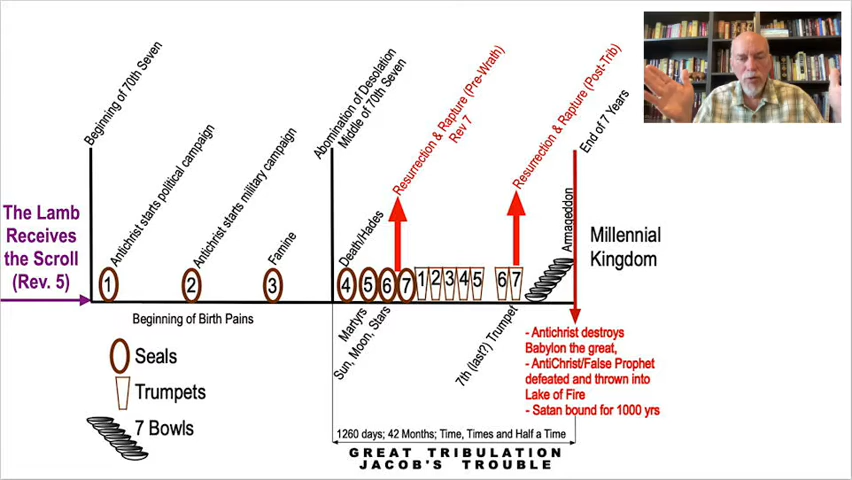 Beginning of 70th Seven
Antichrist starts political campaign
Antichrist starts military campaign
Famine
Abomination of Desolation
Middle of 70th Seven
Death/Hades
Resurrection & Rapture (Pre-Wrath)
Rev 7
Resurrection & Rapture (Post-Trib)
Armageddon
End of 7 Years
The Lamb
Receives
the Scroll
(Rev. 5)
Millennial
Kingdom
1 2 3 4 5 6 7 1 2 3 4 5 6 7
Beginning of Birth Pains
Martyrs
Sun, Moon, Stars
7th (last?) Trumpet
- Antichrist destroys
Babylon the great,
- AntiChrist/False Prophet
defeated and thrown into
Lake of Fire
- Satan bound for 1000 yrs
Seals
Trumpets
7 Bowls
1260 days; 42 Months; Time, Times and Half a Time
GREAT TRIBULATION
JACOB'S TROUBLE